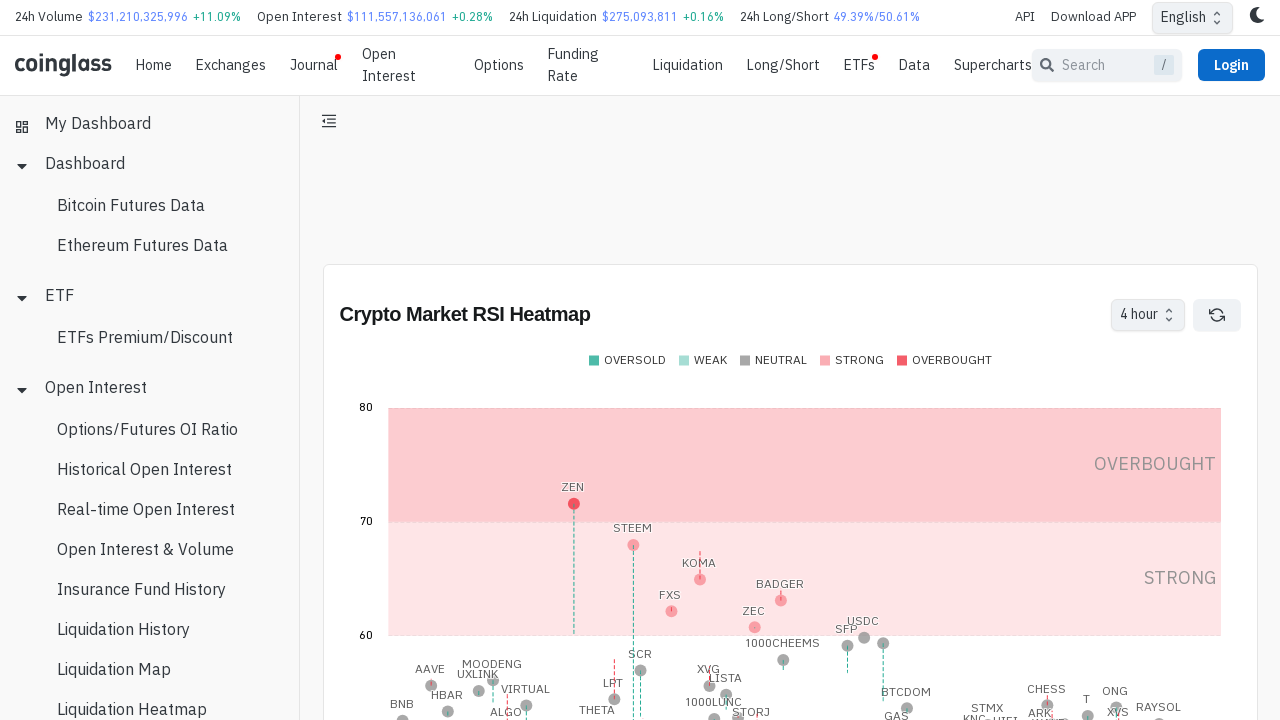 24h Volume $231,210,325,996 +11.09% Open Interest $111,557,136,061 +0.28% 24h Liquidation $275,093,811 +0.16% 24h Long/Short 49.39%/50.61% API Download APP English
coinglass Home Exchanges Journal Open Interest Options Funding Rate Liquidation Long/Short ETFs Data Supercharts Search / Login
My Dashboard
Dashboard
Bitcoin Futures Data
Ethereum Futures Data
ETF
ETFs Premium/Discount
Open Interest
Options/Futures OI Ratio
Historical Open Interest
Real-time Open Interest
Open Interest & Volume
Insurance Fund History
Liquidation History
Liquidation Map
Liquidation Heatmap
Crypto Market RSI Heatmap 4 hour
OVERSOLD WEAK NEUTRAL STRONG OVERBOUGHT
80
OVERBOUGHT
ZEN
70
STEEM
KOMA
STRONG
BADGER
FXS
ZEC
USDC
SFP
60
1000CHEEMS
SCR
MOODENG
AAVE
XVG
UXLINK
LISTA
LPT
VIRTUAL
CHESS
ONG
BTCDOM
HBAR
T
BNB
1000LUNC
RAYSOL
STMX
THETA
ALGO
STORJ
ARK
XVS
GAS
KNC